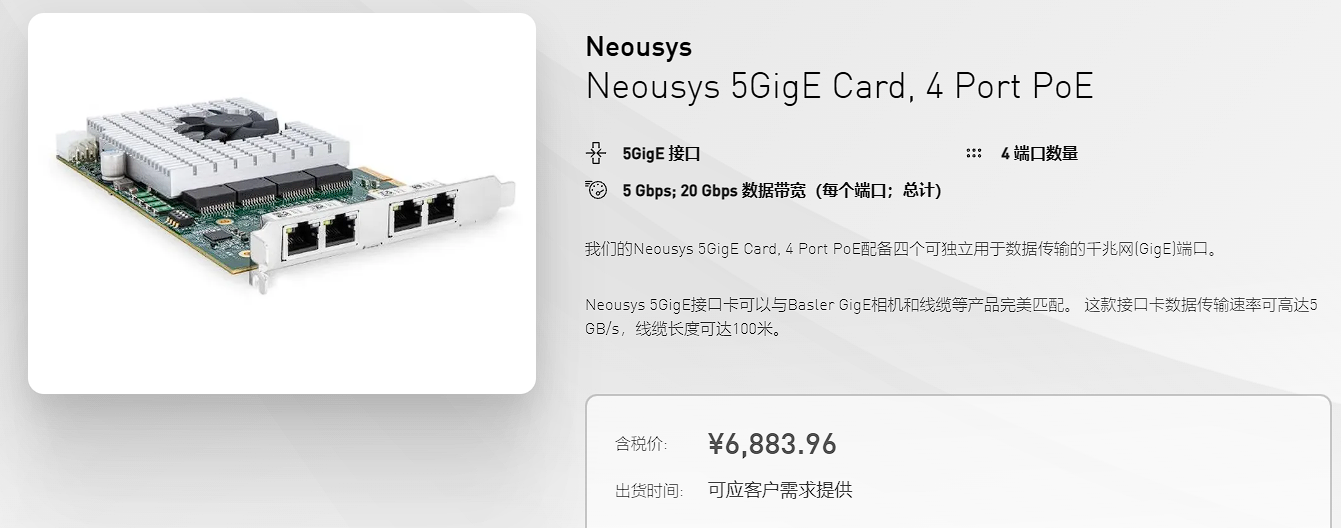 Neousys
Neousys 5GigE Card, 4 Port PoE
5GigE 接口
4 端口数量
5 Gbps; 20 Gbps 数据带宽（每个端口；总计）
我们的Neousys 5GigE Card, 4 Port PoE配备四个可独立用于数据传输的千兆网(GigE)端口。
Neousys 5GigE接口卡可以与Basler GigE相机和线缆等产品完美匹配。 这款接口卡数据传输速率可高达5
GB/s，线缆长度可达100米。
含税价:
¥6,883.96
出货时间:
可应客户需求提供